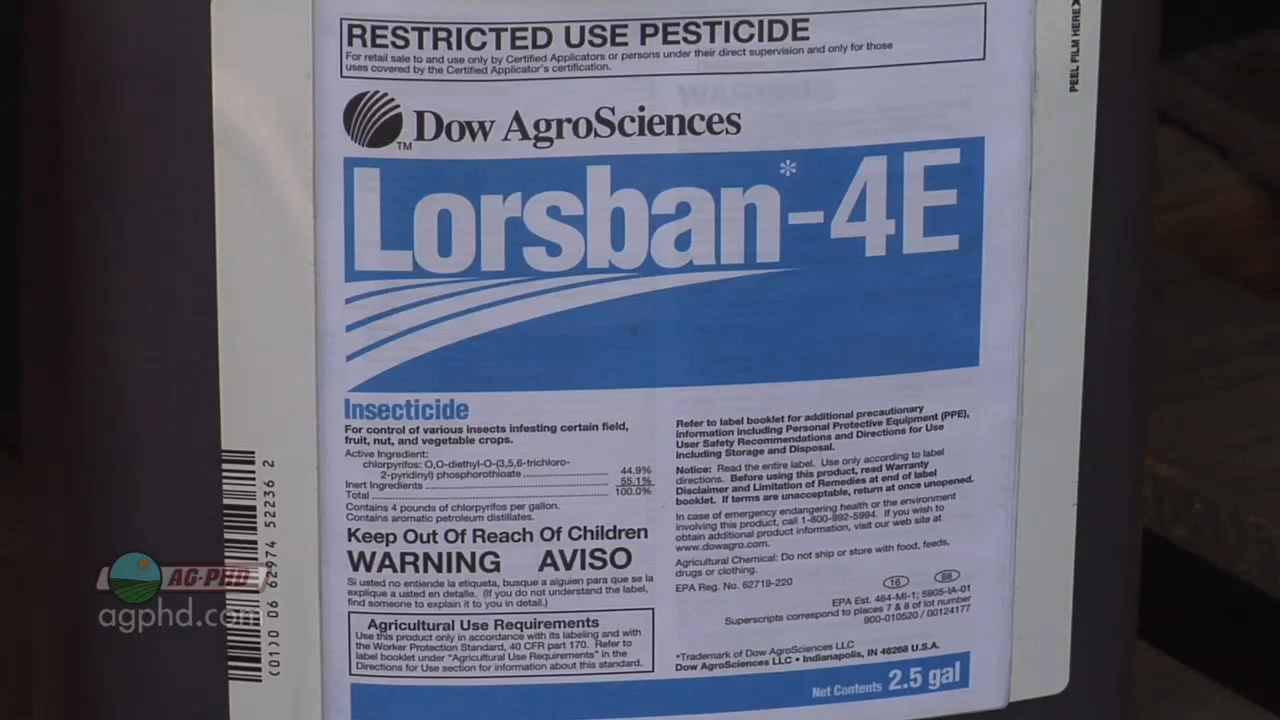 RESTRICTED USE PESTICIDE
For retail sale to and use only by Certified Applicators or persons under their direct supervision and only for those
uses covered by the Certified Applicator's certification.
PEEL FILM HERE
Dow AgroSciences
TM
Lorsban*-4E
Insecticide
For control of various insects infesting certain field,
fruit, nut, and vegetable crops.
Active Ingredient:
chlorpyrifos: O,O-diethyl-O-(3,5,6-trichloro-
2-pyridinyl) phosphorothioate 44.9%
Inert Ingredients 55.1%
Total 100.0%
Contains 4 pounds of chlorpyrifos per gallon.
Contains aromatic petroleum distillates.
Keep Out Of Reach Of Children
WARNING AVISO
Si usted no entiende la etiqueta, busque a alguien para que se la
explique a usted en detalle. (If you do not understand the label,
find someone to explain it to you in detail.)
Agricultural Use Requirements
Use this product only in accordance with its labeling and with
the Worker Protection Standard, 40 CFR part 170. Refer to
label booklet under "Agricultural Use Requirements" in the
Directions for Use section for information about this standard.
Refer to label booklet for additional precautionary
information including Personal Protective Equipment (PPE),
User Safety Recommendations and Directions for Use
including Storage and Disposal.
Notice: Read the entire label. Use only according to label
directions. Before using this product, read Warranty
Disclaimer and Limitation of Remedies at end of label
booklet. If terms are unacceptable, return at once unopened.
In case of emergency endangering health or the environment
involving this product, call 1-800-992-5994. If you wish to
obtain additional product information, visit our web site at
www.dowagro.com.
Agricultural Chemical: Do not ship or store with food, feeds,
drugs or clothing.
EPA Reg. No. 62719-220
16 88
EPA Est. 464-MI-1; 5905-IA-01
Superscripts correspond to places 7 & 8 of lot number
900-010520 / 00124177
*Trademark of Dow AgroSciences LLC
Dow AgroSciences LLC • Indianapolis, IN 46268 U.S.A.
Net Contents 2.5 gal
(01)0 06 62974 52236 2
AG-PHD
agphd.com